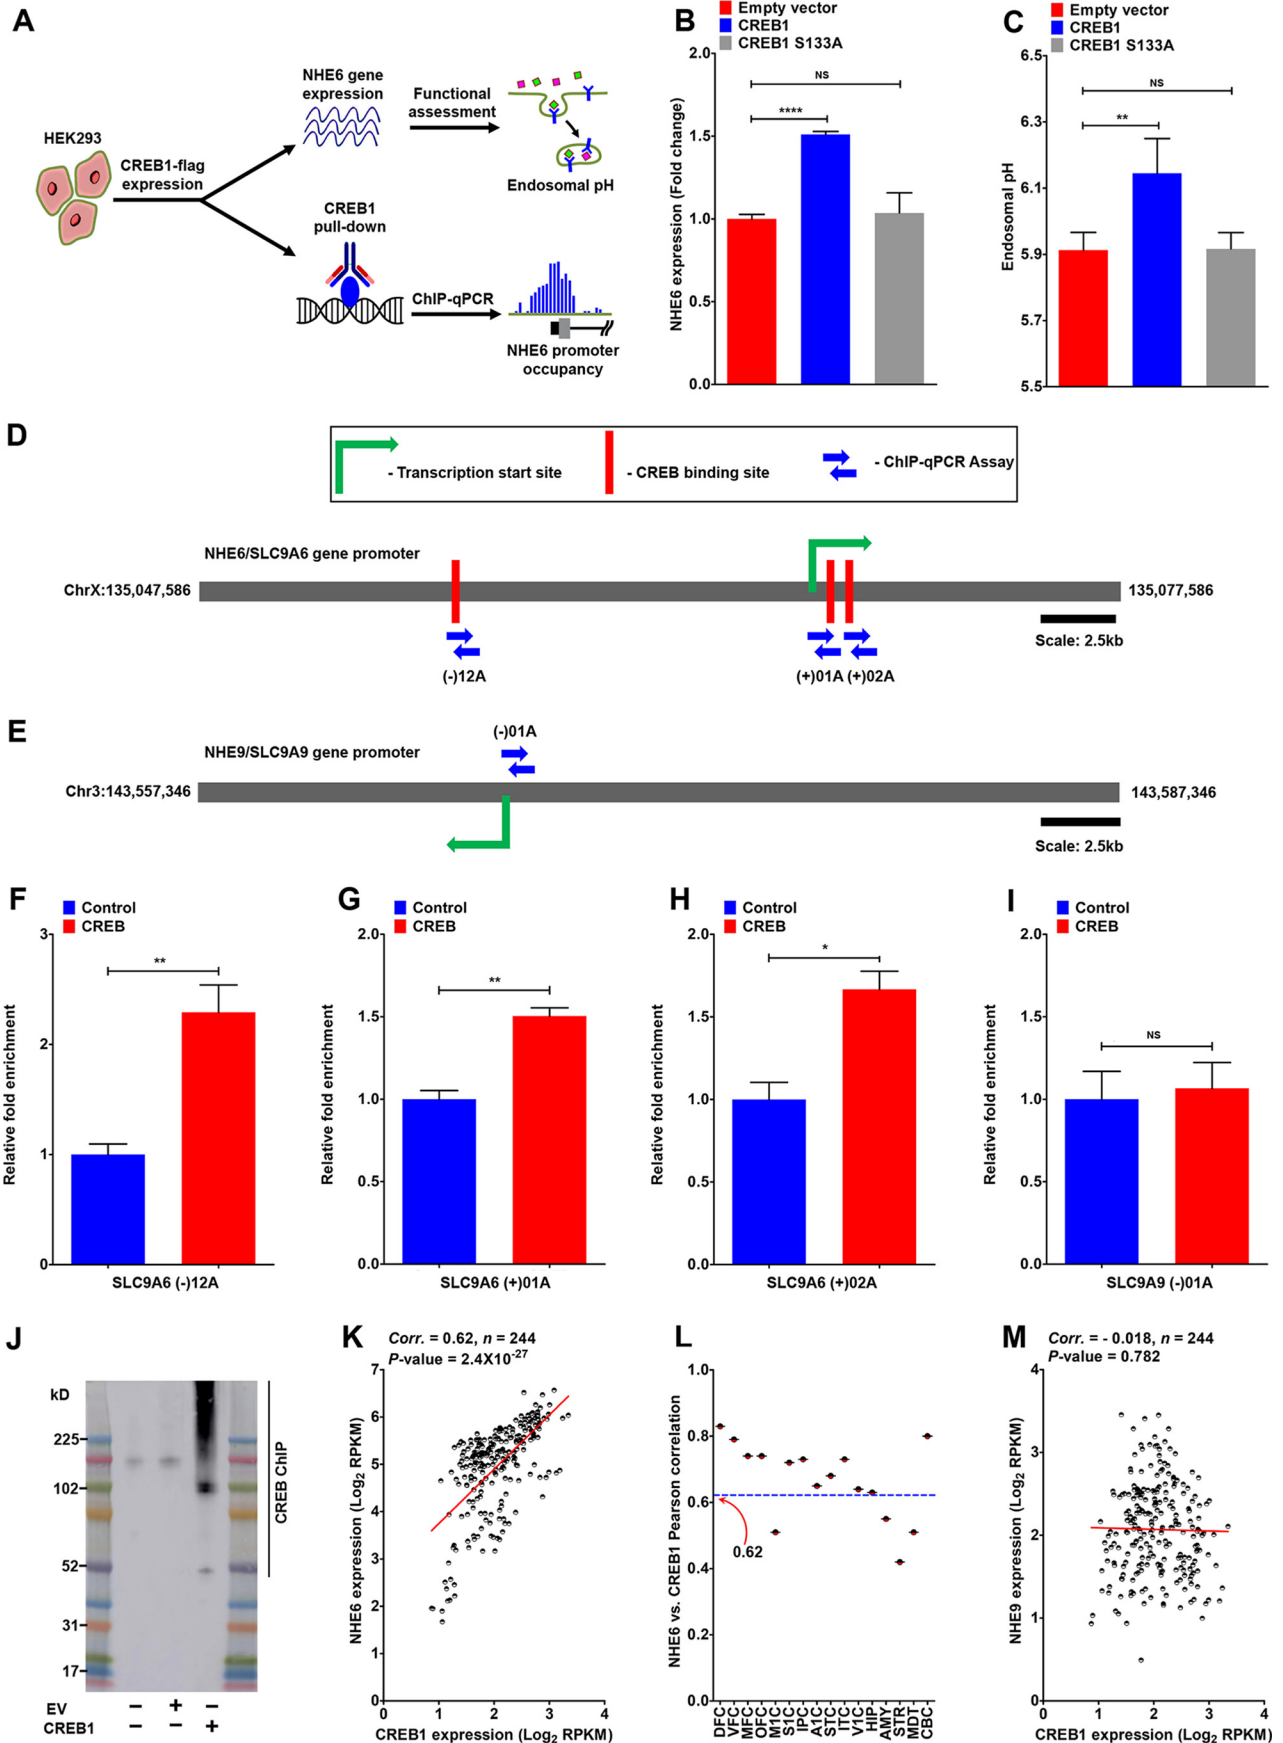 A
HEK293
CREB1-flag
expression
NHE6 gene
expression
Functional
assessment
Endosomal pH
CREB1
pull-down
ChIP-qPCR
NHE6 promoter
occupancy
B
Empty vector
CREB1
CREB1 S133A
NHE6 expression (Fold change)
2.0
1.5
1.0
0.5
0.0
NS
****
C
Empty vector
CREB1
CREB1 S133A
Endosomal pH
6.5
6.3
6.1
5.9
5.7
5.5
NS
**
D
- Transcription start site
- CREB binding site
- ChIP-qPCR Assay
NHE6/SLC9A6 gene promoter
ChrX:135,047,586
135,077,586
Scale: 2.5kb
(-)12A
(+)01A (+)02A
E
(-)01A
NHE9/SLC9A9 gene promoter
Chr3:143,557,346
143,587,346
Scale: 2.5kb
F
Control
CREB
Relative fold enrichment
3
2
1
0
**
SLC9A6 (-)12A
G
Control
CREB
Relative fold enrichment
2.0
1.5
1.0
0.5
0.0
**
SLC9A6 (+)01A
H
Control
CREB
Relative fold enrichment
2.0
1.5
1.0
0.5
0.0
*
SLC9A6 (+)02A
I
Control
CREB
Relative fold enrichment
2.0
1.5
1.0
0.5
0.0
NS
SLC9A9 (-)01A
J
kD
225
102
52
31
17
CREB ChIP
EV – + –
CREB1 – – +
K
Corr. = 0.62, n = 244
P-value = 2.4X10-27
NHE6 expression (Log2 RPKM)
7
6
5
4
3
2
1
0
0 1 2 3 4
CREB1 expression (Log2 RPKM)
L
NHE6 vs. CREB1 Pearson correlation
1.0
0.8
0.6
0.4
0.2
0.0
0.62
DFC VFC MFC OFC M1C S1C IPC A1C STC ITC V1C HIP AMY STR MDT CBC
M
Corr. = - 0.018, n = 244
P-value = 0.782
NHE9 expression (Log2 RPKM)
4
3
2
1
0
0 1 2 3 4
CREB1 expression (Log2 RPKM)